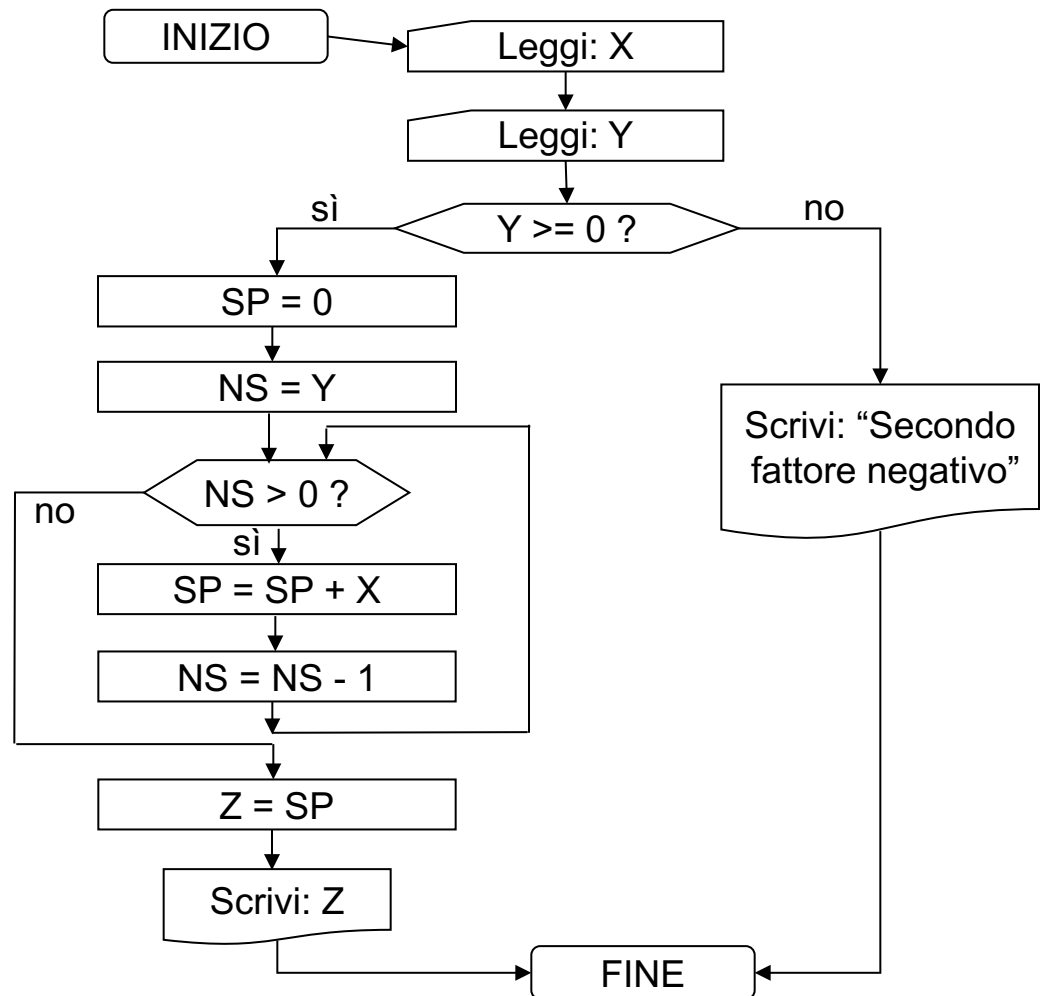 INIZIO
Leggi: X
Leggi: Y
sì
Y >= 0 ?
no
SP = 0
NS = Y
Scrivi: “Secondo
fattore negativo”
NS > 0 ?
no
sì
SP = SP + X
NS = NS - 1
Z = SP
Scrivi: Z
FINE